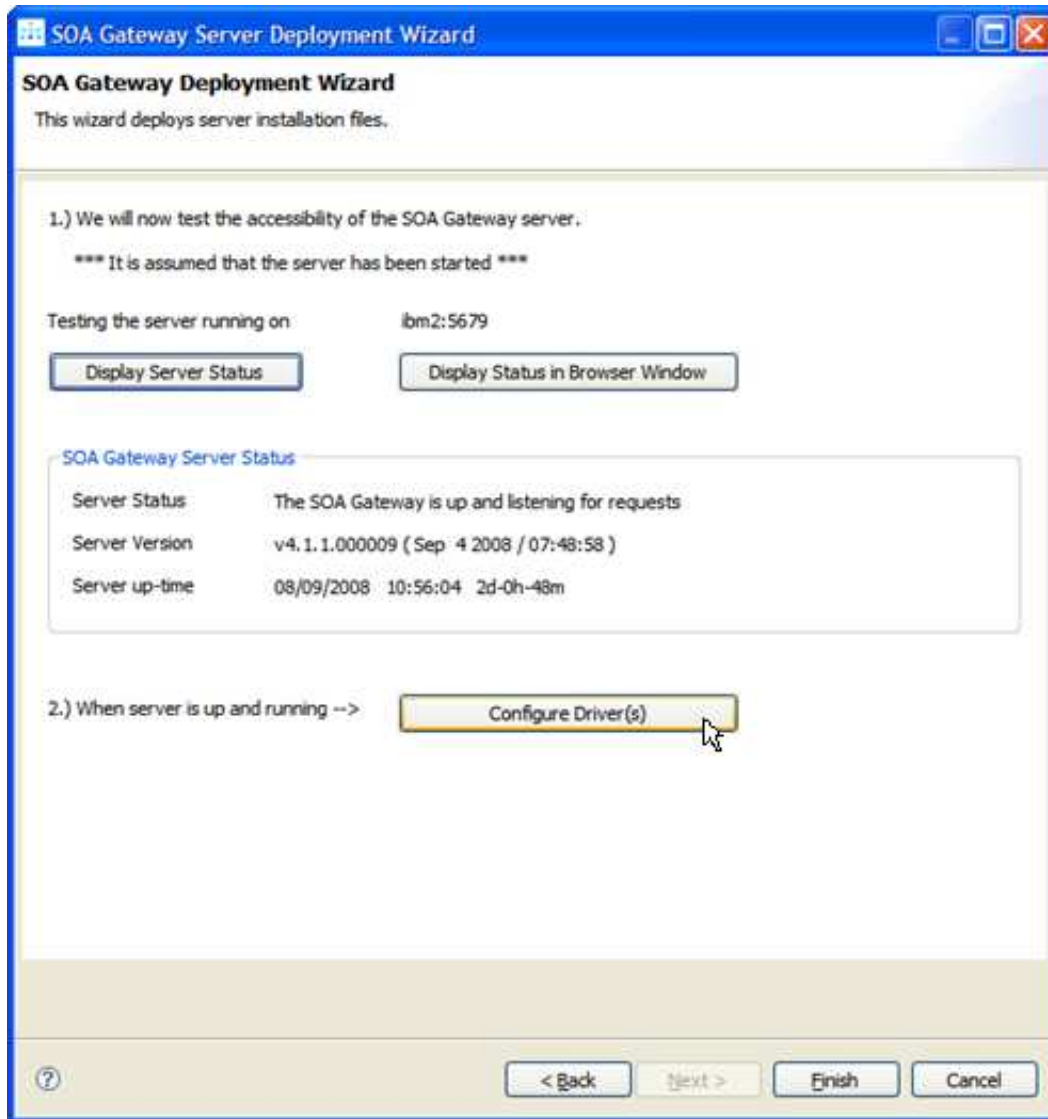 SOA Gateway Server Deployment Wizard
SOA Gateway Deployment Wizard
This wizard deploys server installation files.
1.) We will now test the accessibility of the SOA Gateway server.
*** It is assumed that the server has been started ***
Testing the server running on ibm2:5679
Display Server Status Display Status in Browser Window
SOA Gateway Server Status
Server Status The SOA Gateway is up and listening for requests
Server Version v4.1.1.000009 ( Sep 4 2008 / 07:48:58 )
Server up-time 08/09/2008 10:56:04 2d-0h-48m
2.) When server is up and running --> Configure Driver(s)
? < Back Next > Finish Cancel